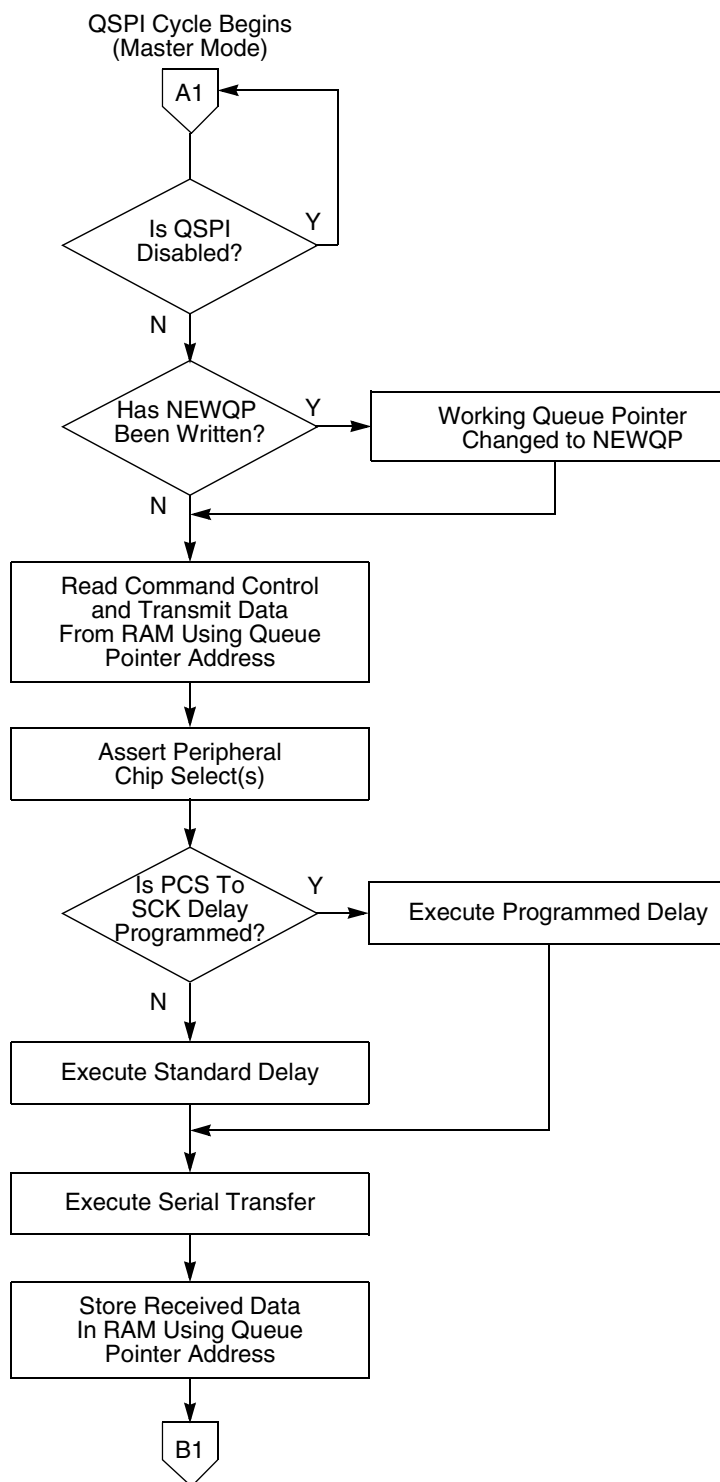 QSPI Cycle Begins
(Master Mode)
A1
Is QSPI
Disabled?
Y
N
Has NEWQP
Been Written?
Y
Working Queue Pointer
Changed to NEWQP
N
Read Command Control
and Transmit Data
From RAM Using Queue
Pointer Address
Assert Peripheral
Chip Select(s)
Is PCS To
SCK Delay
Programmed?
Y
Execute Programmed Delay
N
Execute Standard Delay
Execute Serial Transfer
Store Received Data
In RAM Using Queue
Pointer Address
B1